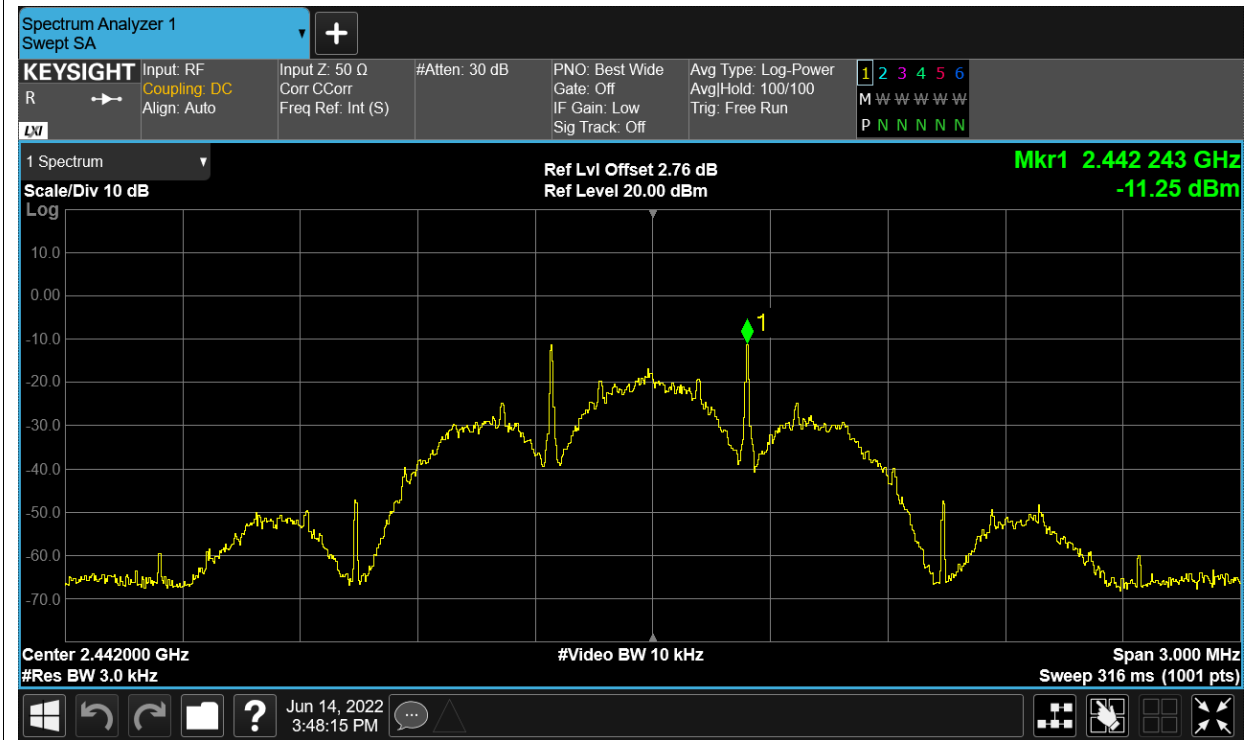 Spectrum Analyzer 1
Swept SA
+
KEYSIGHT
R
LXI
Input: RF
Coupling: DC
Align: Auto
Input Z: 50 Ω
Corr CCorr
Freq Ref: Int (S)
#Atten: 30 dB
PNO: Best Wide
Gate: Off
IF Gain: Low
Sig Track: Off
Avg Type: Log-Power
Avg|Hold: 100/100
Trig: Free Run
1 2 3 4 5 6
M W W W W W
P N N N N N
1 Spectrum
Scale/Div 10 dB
Ref Lvl Offset 2.76 dB
Ref Level 20.00 dBm
Mkr1 2.442 243 GHz
-11.25 dBm
Log
10.0
0.00
-10.0
-20.0
-30.0
-40.0
-50.0
-60.0
-70.0
1
Center 2.442000 GHz
#Res BW 3.0 kHz
#Video BW 10 kHz
Span 3.000 MHz
Sweep 316 ms (1001 pts)
?
Jun 14, 2022
3:48:15 PM